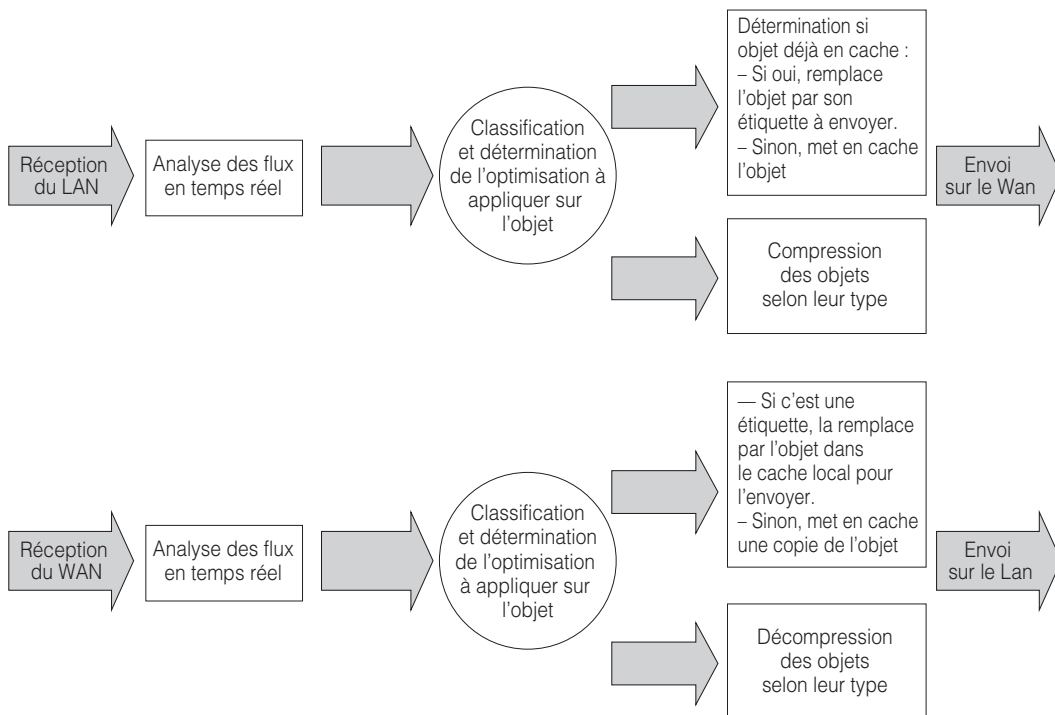 Réception
du LAN
Analyse des flux
en temps réel
Classification
et détermination
de l'optimisation à
appliquer sur
l'objet
Détermination si
objet déjà en cache :
– Si oui, remplace
l'objet par son
étiquette à envoyer.
– Sinon, met en cache
l'objet
Compression
des objets
selon leur type
Envoi
sur le Wan
Réception
du WAN
Analyse des flux
en temps réel
Classification
et détermination
de l'optimisation
à appliquer sur
l'objet
— Si c'est une
étiquette, la remplace
par l'objet dans
le cache local pour
l'envoyer.
– Sinon, met en cache
une copie de l'objet
Décompression
des objets
selon leur type
Envoi
sur le Lan